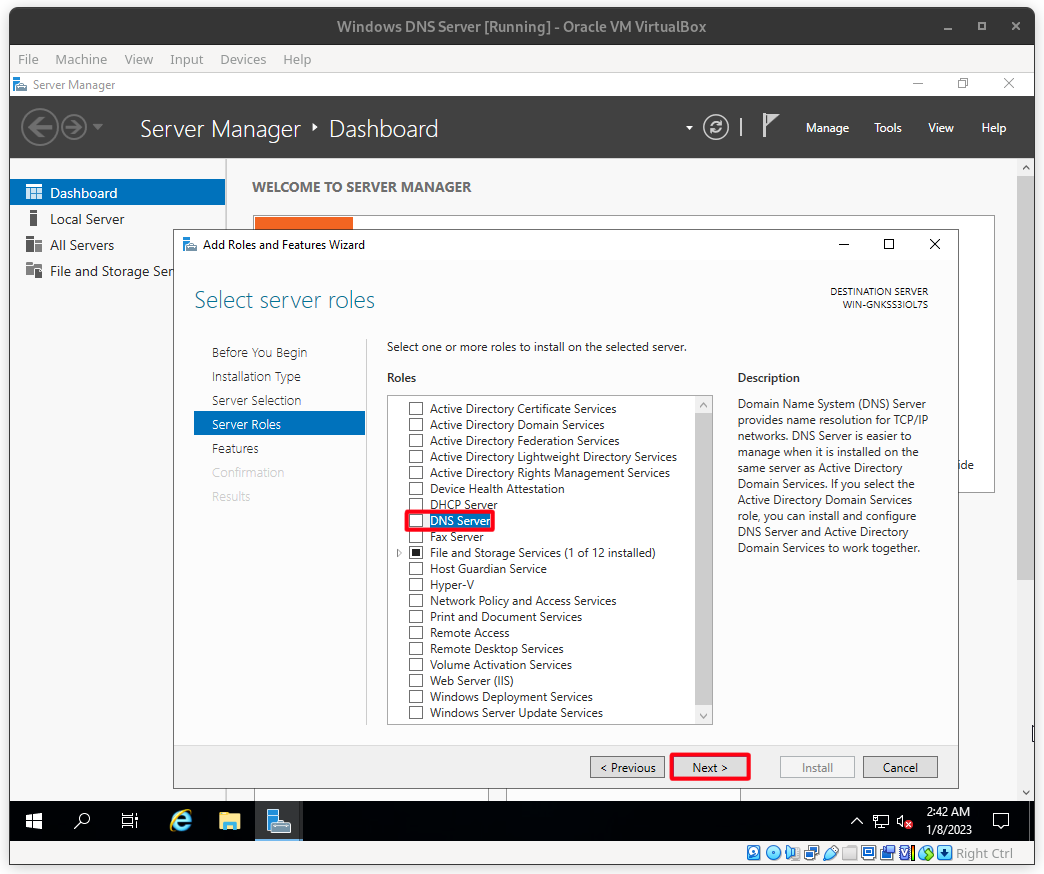 Windows DNS Server [Running] - Oracle VM VirtualBox
File Machine View Input Devices Help
Server Manager
Server Manager Dashboard
Manage Tools View Help
Dashboard
Local Server
All Servers
File and Storage Ser
WELCOME TO SERVER MANAGER
Add Roles and Features Wizard
Select server roles
DESTINATION SERVER
WIN-GNKSS3IOL7S
Before You Begin
Installation Type
Server Selection
Server Roles
Features
Confirmation
Results
Select one or more roles to install on the selected server.
Roles
Active Directory Certificate Services
Active Directory Domain Services
Active Directory Federation Services
Active Directory Lightweight Directory Services
Active Directory Rights Management Services
Device Health Attestation
DHCP Server
DNS Server
Fax Server
File and Storage Services (1 of 12 installed)
Host Guardian Service
Hyper-V
Network Policy and Access Services
Print and Document Services
Remote Access
Remote Desktop Services
Volume Activation Services
Web Server (IIS)
Windows Deployment Services
Windows Server Update Services
Description
Domain Name System (DNS) Server
provides name resolution for TCP/IP
networks. DNS Server is easier to
manage when it is installed on the
same server as Active Directory
Domain Services. If you select the
Active Directory Domain Services
role, you can install and configure
DNS Server and Active Directory
Domain Services to work together.
ide
< Previous
Next >
Install
Cancel
2:42 AM
1/8/2023
Right Ctrl